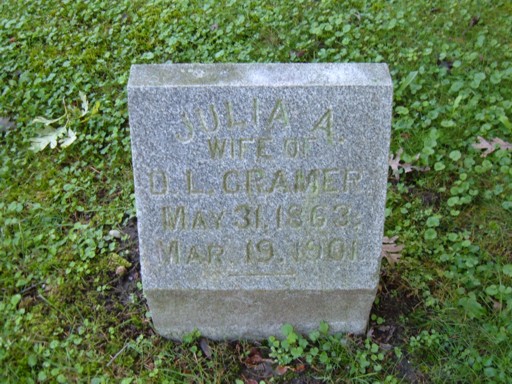 JULIA A.
WIFE OF
D. L. CRAMER
MAY 31, 1863.
MAR 19, 1901